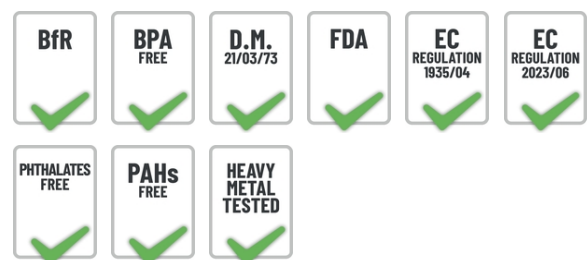 BfR
BPA
FREE
D.M.
21/03/73
FDA
EC
REGULATION
1935/04
EC
REGULATION
2023/06
PHTHALATES
FREE
PAHs
FREE
HEAVY
METAL
TESTED